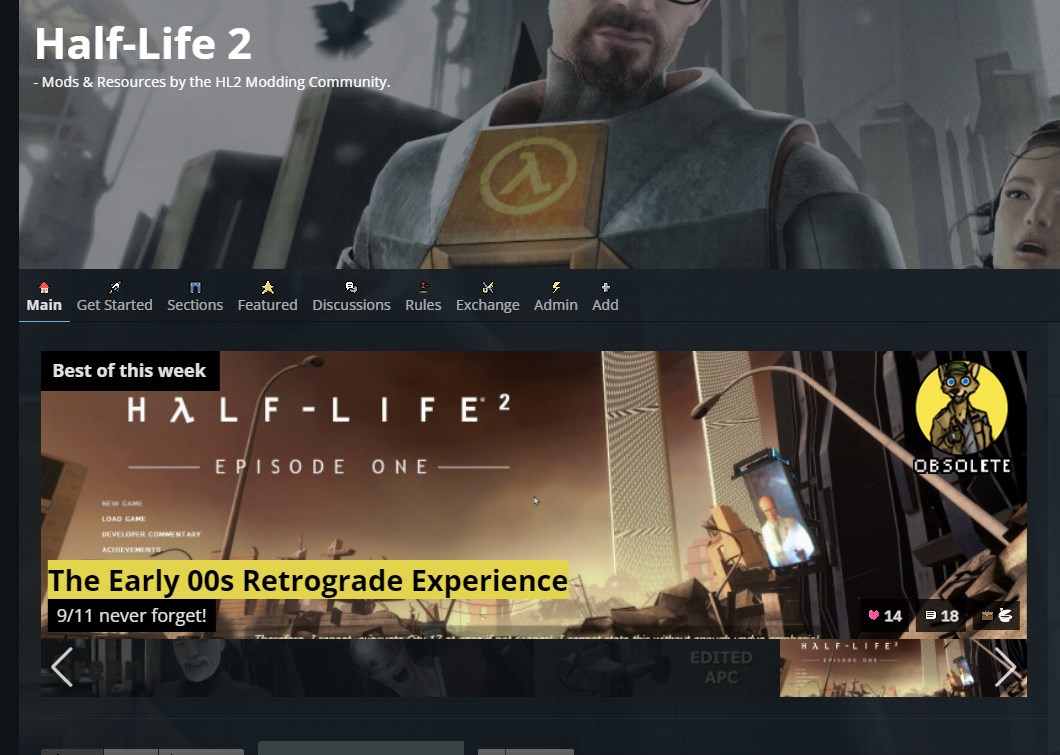 Half-Life 2
- Mods & Resources by the HL2 Modding Community.
Main Get Started Sections Featured Discussions Rules Exchange Admin Add
Best of this week
HλLF-LIFE 2
EPISODE ONE
OBSOLETE
NEW GAME
LOAD GAME
DEVELOPER COMMENTARY
ACHIEVEMENTS
The Early 00s Retrograde Experience
9/11 never forget!
14 18
EDITED
APC
HλLF-LIFE 2
EPISODE ONE